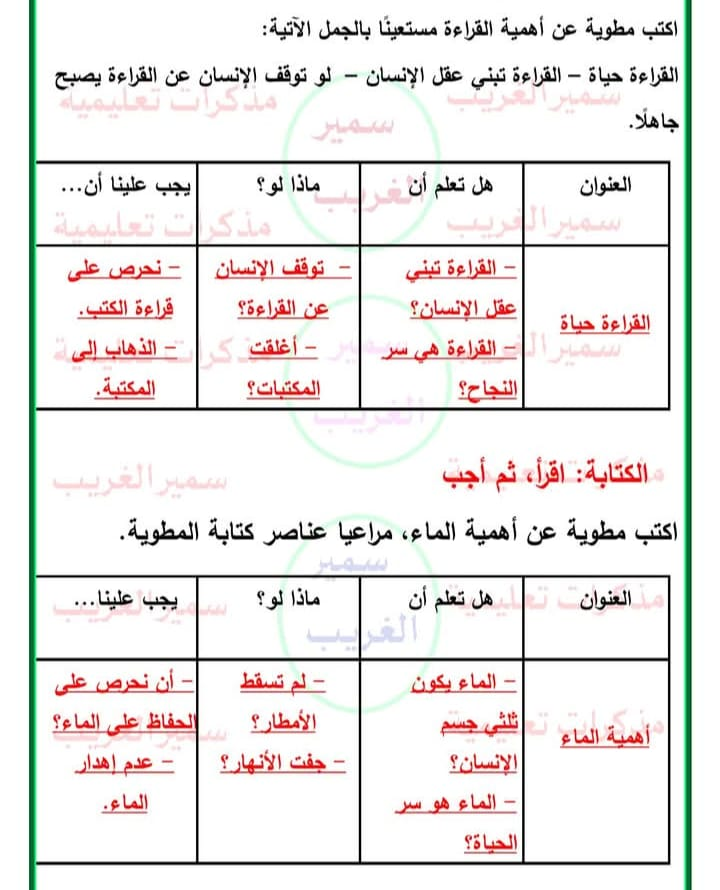 اكتب مطوية عن أهمية القراءة مستعينًا بالجمل الآتية:
القراءة حياة – القراءة تبني عقل الإنسان – لو توقف الإنسان عن القراءة يصبح
جاهلًا.
العنوان
هل تعلم أن
ماذا لو؟
يجب علينا أن...
القراءة حياة
– القراءة تبني
عقل الإنسان؟
– القراءة هي سر
النجاح؟
– توقف الإنسان
عن القراءة؟
– أغلقت
المكتبات؟
– نحرص على
قراءة الكتب.
– الذهاب إلى
المكتبة.
الكتابة: اقرأ، ثم أجب
اكتب مطوية عن أهمية الماء، مراعيا عناصر كتابة المطوية.
العنوان
هل تعلم أن
ماذا لو؟
يجب علينا...
أهمية الماء
– الماء يكون
ثلثي جسم
الإنسان؟
– الماء هو سر
الحياة؟
– لم تسقط
الأمطار؟
– جفت الأنهار؟
– أن نحرص على
الحفاظ على الماء؟
– عدم إهدار
الماء.
سمير الغريب
مذكرات تعليمية